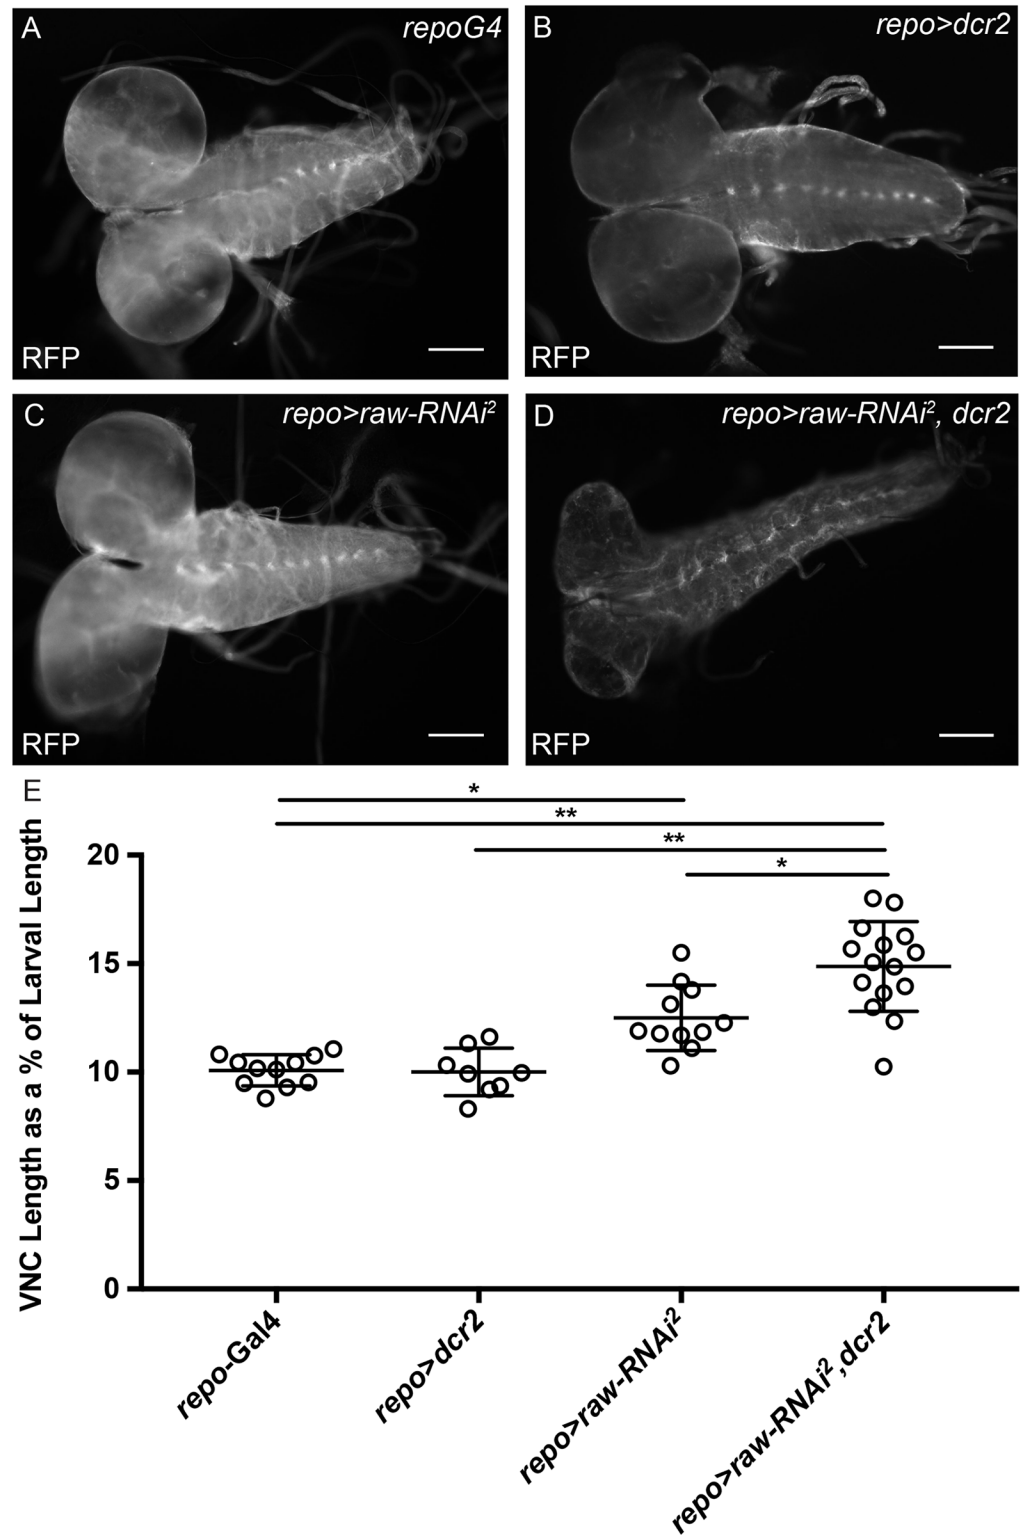 A repoG4
RFP
B repo>dcr2
RFP
C repo>raw-RNAi²
RFP
D repo>raw-RNAi², dcr2
RFP
E
*
**
**
*
VNC Length as a % of Larval Length
20
15
10
5
0
repo-Gal4
repo>dcr2
repo>raw-RNAi²
repo>raw-RNAi²,dcr2